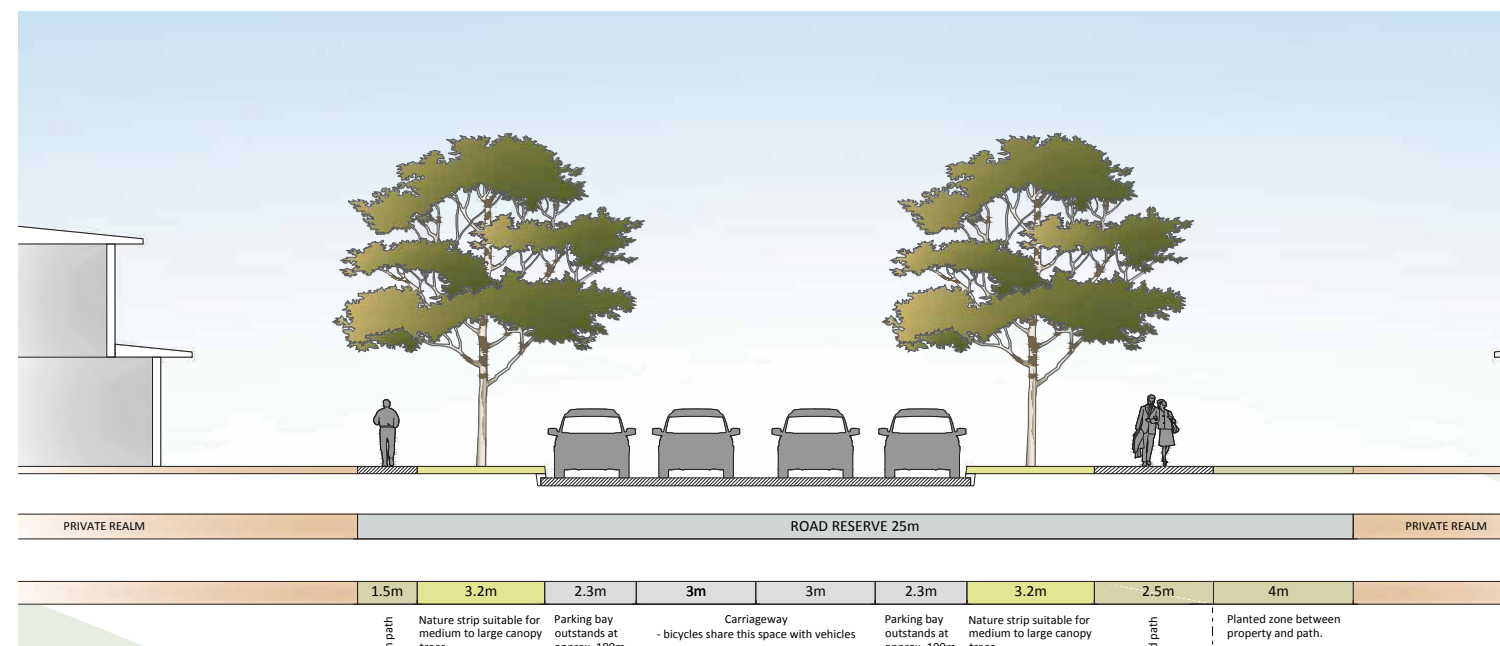 PRIVATE REALM
ROAD RESERVE 25m
PRIVATE REALM
1.5m
3.2m
2.3m
3m
3m
2.3m
3.2m
2.5m
4m
path
Nature strip suitable for
medium to large canopy
Parking bay
outstands at
Carriageway
- bicycles share this space with vehicles
Parking bay
outstands at
Nature strip suitable for
medium to large canopy
path
Planted zone between
property and path.